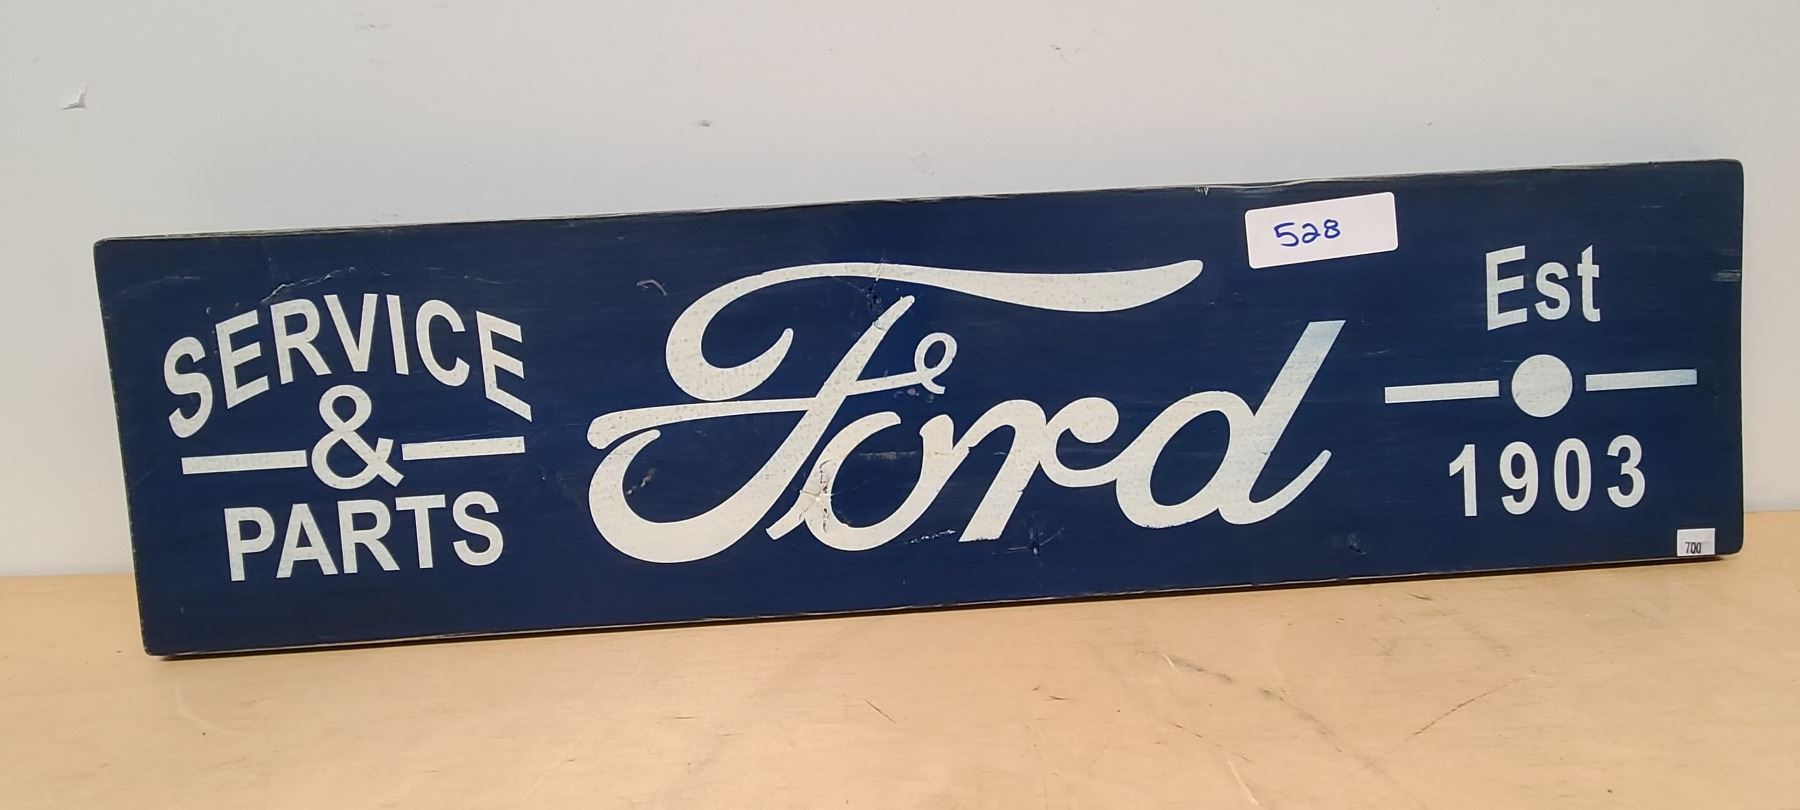 SERVICE
&
PARTS
Ford
528
Est
1903
700